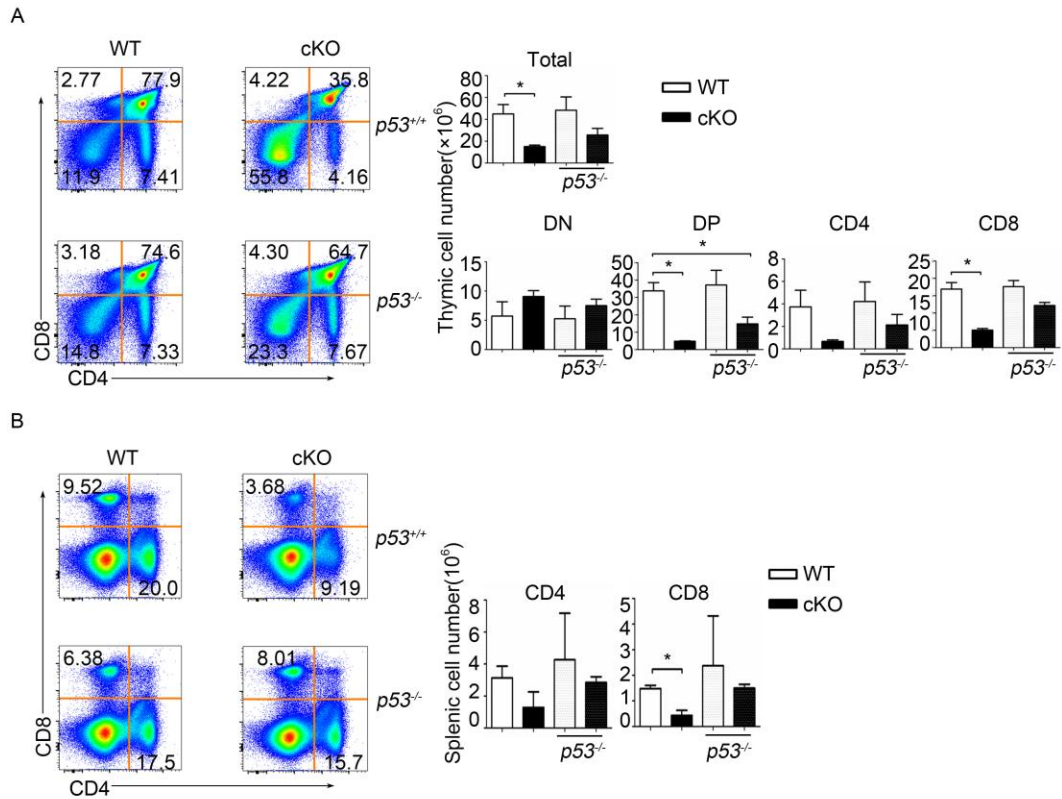 A
WT cKO
2.77 77.9 4.22 35.8
p53+/+
11.9 7.41 55.8 4.16
3.18 74.6 4.30 64.7
p53-/-
14.8 7.33 23.3 7.67
CD8
CD4
Total
80
60
40
20
0
*
p53-/-
WT
cKO
Thymic cell number(×10⁶)
DN
15
10
5
0
p53-/-
DP
50
40
30
20
10
0
* *
p53-/-
CD4
8
6
4
2
0
p53-/-
CD8
25
20
15
10
5
0
*
p53-/-
B
WT cKO
9.52 3.68
p53+/+
20.0 9.19
6.38 8.01
p53-/-
17.5 15.7
CD8
CD4
Splenic cell number(10⁶)
CD4
8
6
4
2
0
p53-/-
CD8
5
4
3
2
1
0
*
p53-/-
WT
cKO